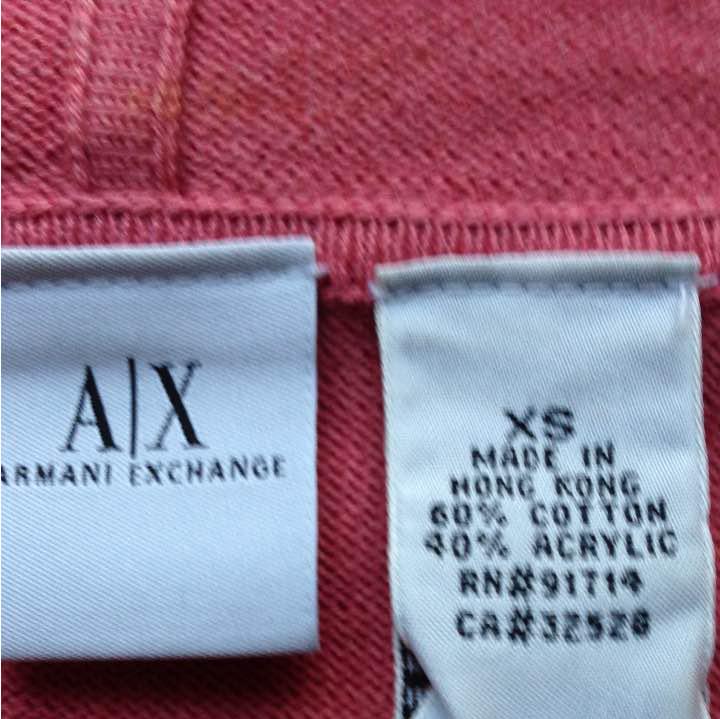 A|X
ARMANI EXCHANGE
XS
MADE IN
HONG KONG
60% COTTON
40% ACRYLIC
RN#91714
CA#32528